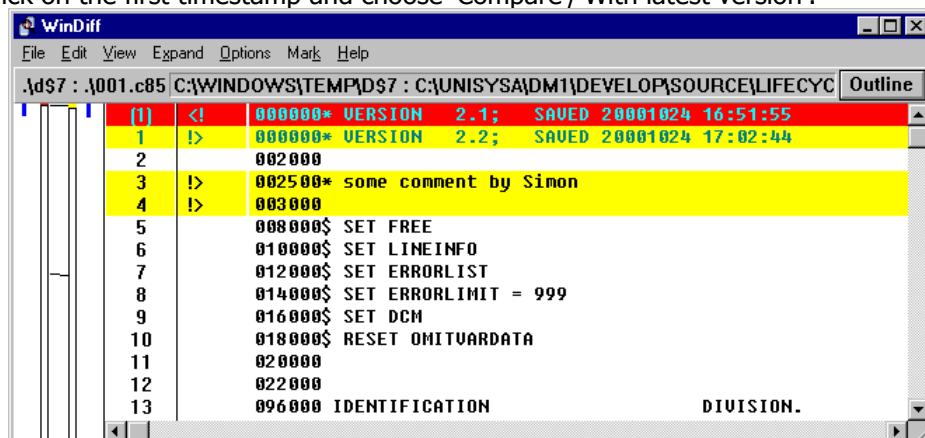 ick on the first timestamp and choose 'Compare / With latest version'.
WinDiff
File Edit View Expand Options Mark Help
.\d$7 : .\001.c85 C:\WINDOWS\TEMP\D$7 : C:\UNISYSA\DM1\DEVELOP\SOURCE\LIFECYC Outline
(1) <! 000000* VERSION 2.1; SAVED 20001024 16:51:55
1 !> 000000* VERSION 2.2; SAVED 20001024 17:02:44
2 002000
3 !> 002500* some comment by Simon
4 !> 003000
5 008000$ SET FREE
6 010000$ SET LINEINFO
7 012000$ SET ERRORLIST
8 014000$ SET ERRORLIMIT = 999
9 016000$ SET DCM
10 018000$ RESET OMITVARDATA
11 020000
12 022000
13 096000 IDENTIFICATION DIVISION.